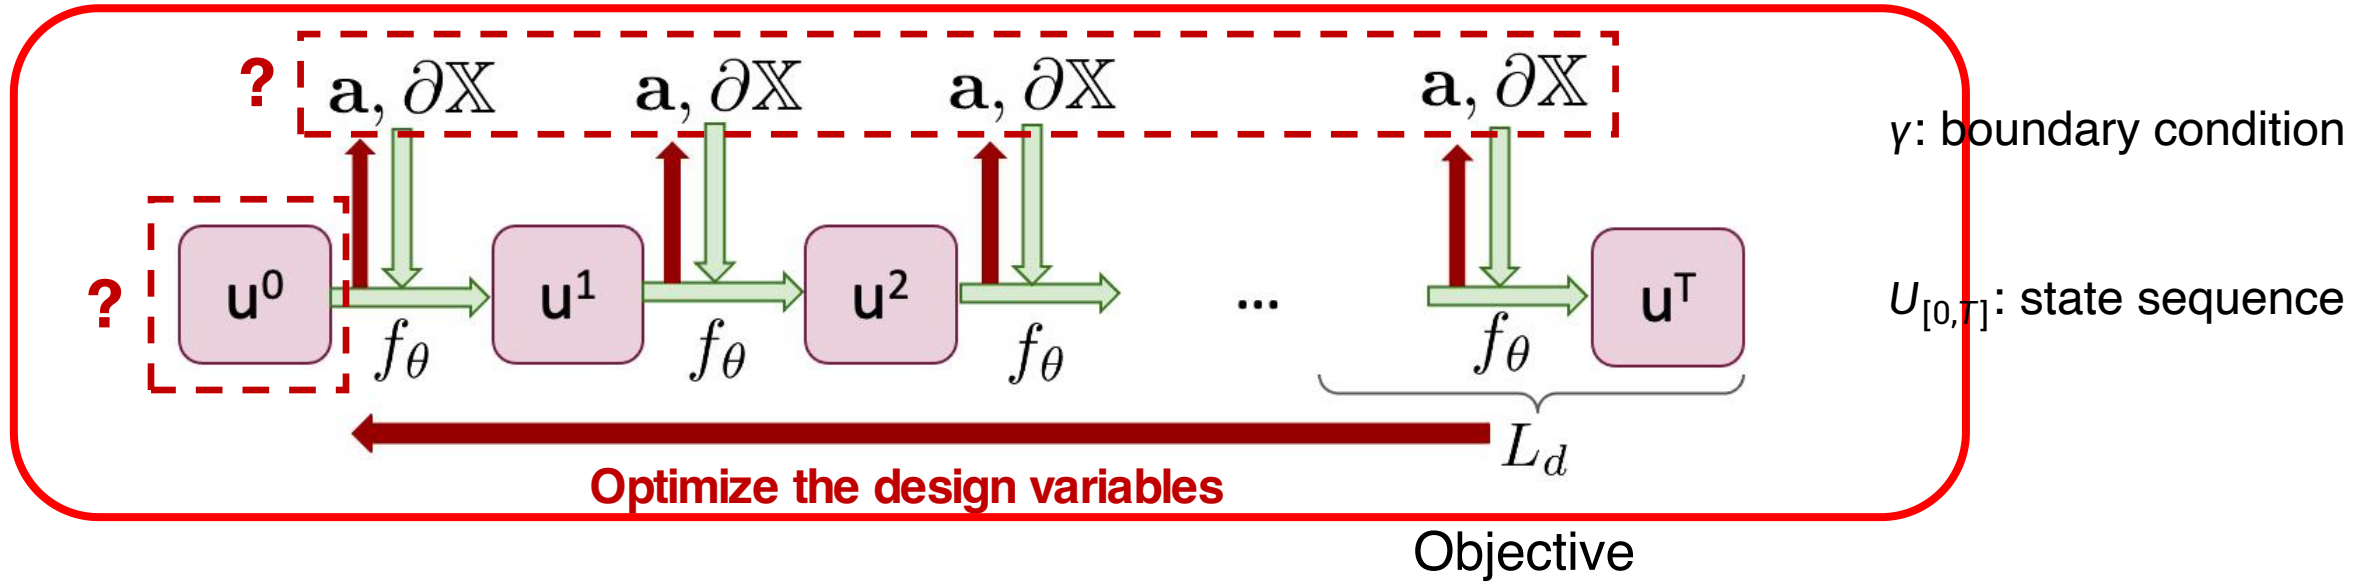 ? a, ∂𝕏 a, ∂𝕏 a, ∂𝕏 a, ∂𝕏
γ: boundary condition
? u⁰ u¹ u² ... uᵀ
U[0,T]: state sequence
fθ fθ fθ fθ
Ld
Optimize the design variables
Objective